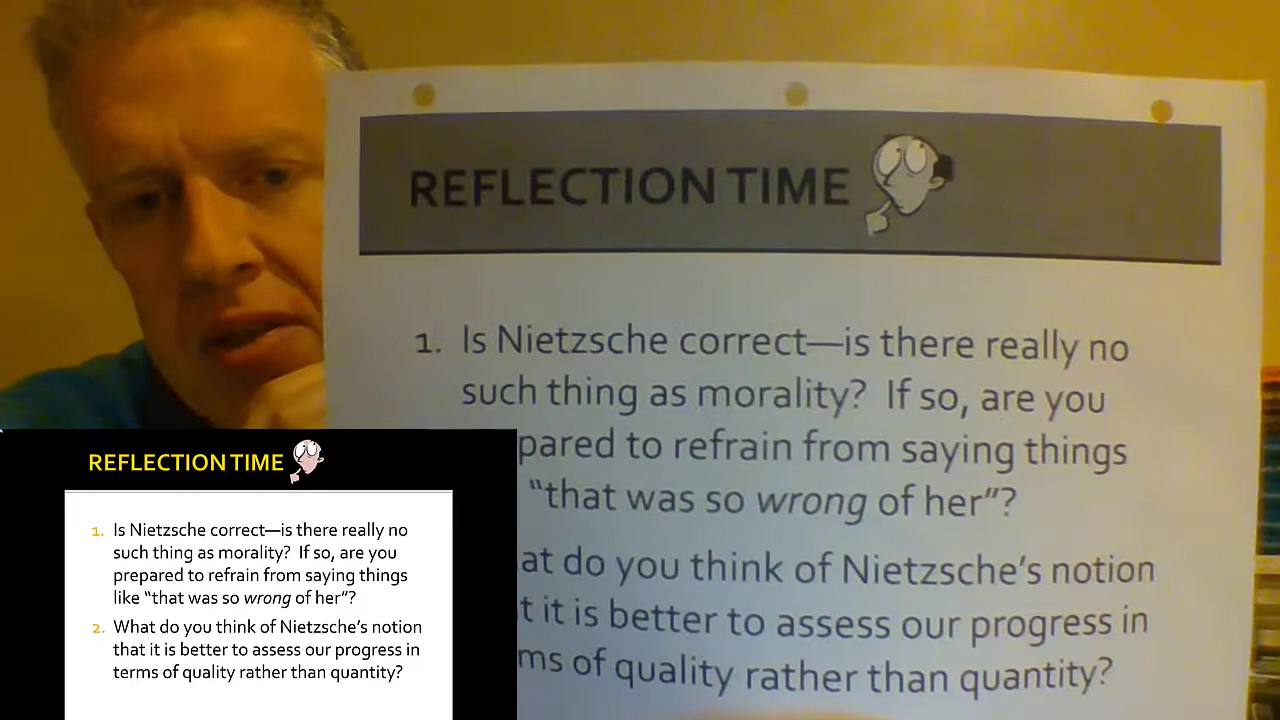 REFLECTION TIME
1. Is Nietzsche correct—is there really no
such thing as morality? If so, are you
pared to refrain from saying things
“that was so wrong of her”?
at do you think of Nietzsche’s notion
t it is better to assess our progress in
ms of quality rather than quantity?
REFLECTION TIME
1. Is Nietzsche correct—is there really no
such thing as morality? If so, are you
prepared to refrain from saying things
like “that was so wrong of her”?
2. What do you think of Nietzsche’s notion
that it is better to assess our progress in
terms of quality rather than quantity?